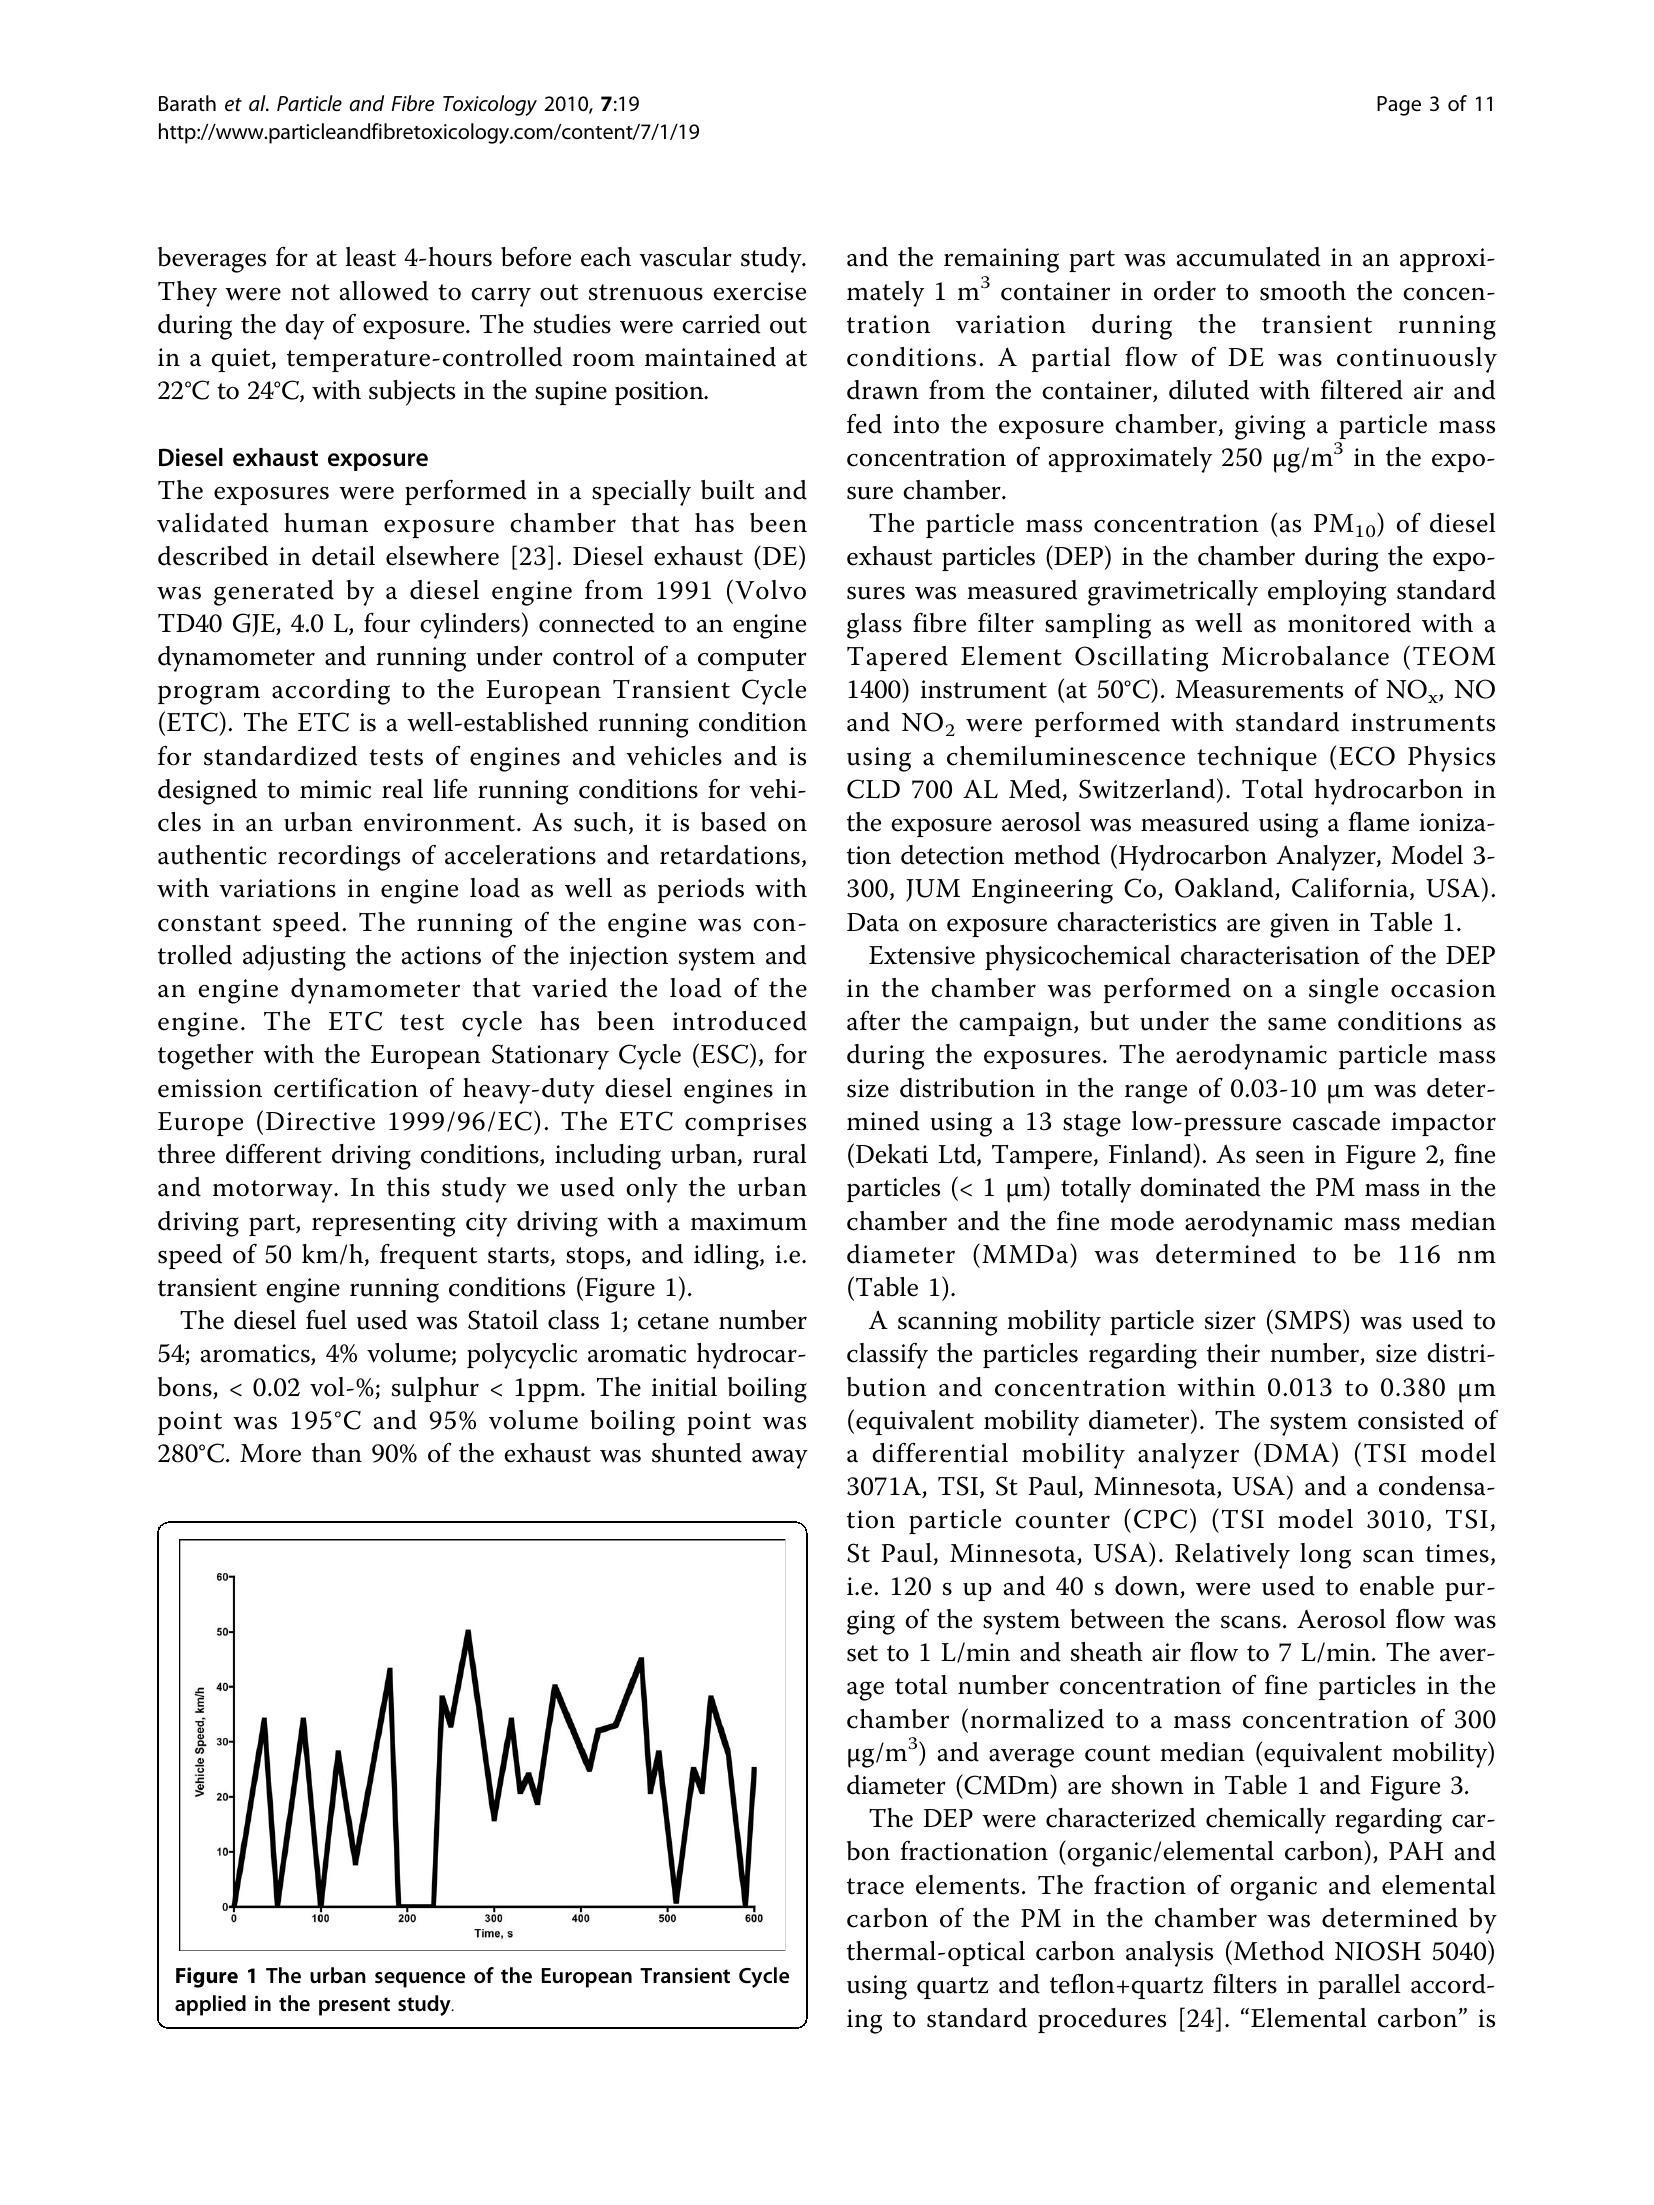 Barath et al. Particle and Fibre Toxicology 2010, 7:19
http://www.particleandfibretoxicology.com/content/7/1/19
Page 3 of 11
beverages for at least 4-hours before each vascular study.
They were not allowed to carry out strenuous exercise
during the day of exposure. The studies were carried out
in a quiet, temperature-controlled room maintained at
22°C to 24°C, with subjects in the supine position.
Diesel exhaust exposure
The exposures were performed in a specially built and
validated human exposure chamber that has been
described in detail elsewhere [23]. Diesel exhaust (DE)
was generated by a diesel engine from 1991 (Volvo
TD40 GJE, 4.0 L, four cylinders) connected to an engine
dynamometer and running under control of a computer
program according to the European Transient Cycle
(ETC). The ETC is a well-established running condition
for standardized tests of engines and vehicles and is
designed to mimic real life running conditions for vehi-
cles in an urban environment. As such, it is based on
authentic recordings of accelerations and retardations,
with variations in engine load as well as periods with
constant speed. The running of the engine was con-
trolled adjusting the actions of the injection system and
an engine dynamometer that varied the load of the
engine. The ETC test cycle has been introduced
together with the European Stationary Cycle (ESC), for
emission certification of heavy-duty diesel engines in
Europe (Directive 1999/96/EC). The ETC comprises
three different driving conditions, including urban, rural
and motorway. In this study we used only the urban
driving part, representing city driving with a maximum
speed of 50 km/h, frequent starts, stops, and idling, i.e.
transient engine running conditions (Figure 1).
The diesel fuel used was Statoil class 1; cetane number
54; aromatics, 4% volume; polycyclic aromatic hydrocar-
bons, < 0.02 vol-%; sulphur < 1ppm. The initial boiling
point was 195°C and 95% volume boiling point was
280°C. More than 90% of the exhaust was shunted away
60
50
40
30
20
10
0
Vehicle Speed, km/h
0 100 200 300 400 500 600
Time, s
Figure 1 The urban sequence of the European Transient Cycle
applied in the present study.
and the remaining part was accumulated in an approxi-
mately 1 m³ container in order to smooth the concen-
tration variation during the transient running
conditions. A partial flow of DE was continuously
drawn from the container, diluted with filtered air and
fed into the exposure chamber, giving a particle mass
concentration of approximately 250 μg/m³ in the expo-
sure chamber.
The particle mass concentration (as PM₁₀) of diesel
exhaust particles (DEP) in the chamber during the expo-
sures was measured gravimetrically employing standard
glass fibre filter sampling as well as monitored with a
Tapered Element Oscillating Microbalance (TEOM
1400) instrument (at 50°C). Measurements of NOₓ, NO
and NO₂ were performed with standard instruments
using a chemiluminescence technique (ECO Physics
CLD 700 AL Med, Switzerland). Total hydrocarbon in
the exposure aerosol was measured using a flame ioniza-
tion detection method (Hydrocarbon Analyzer, Model 3-
300, JUM Engineering Co, Oakland, California, USA).
Data on exposure characteristics are given in Table 1.
Extensive physicochemical characterisation of the DEP
in the chamber was performed on a single occasion
after the campaign, but under the same conditions as
during the exposures. The aerodynamic particle mass
size distribution in the range of 0.03-10 μm was deter-
mined using a 13 stage low-pressure cascade impactor
(Dekati Ltd, Tampere, Finland). As seen in Figure 2, fine
particles (< 1 μm) totally dominated the PM mass in the
chamber and the fine mode aerodynamic mass median
diameter (MMDa) was determined to be 116 nm
(Table 1).
A scanning mobility particle sizer (SMPS) was used to
classify the particles regarding their number, size distri-
bution and concentration within 0.013 to 0.380 μm
(equivalent mobility diameter). The system consisted of
a differential mobility analyzer (DMA) (TSI model
3071A, TSI, St Paul, Minnesota, USA) and a condensa-
tion particle counter (CPC) (TSI model 3010, TSI,
St Paul, Minnesota, USA). Relatively long scan times,
i.e. 120 s up and 40 s down, were used to enable pur-
ging of the system between the scans. Aerosol flow was
set to 1 L/min and sheath air flow to 7 L/min. The aver-
age total number concentration of fine particles in the
chamber (normalized to a mass concentration of 300
μg/m³) and average count median (equivalent mobility)
diameter (CMDm) are shown in Table 1 and Figure 3.
The DEP were characterized chemically regarding car-
bon fractionation (organic/elemental carbon), PAH and
trace elements. The fraction of organic and elemental
carbon of the PM in the chamber was determined by
thermal-optical carbon analysis (Method NIOSH 5040)
using quartz and teflon+quartz filters in parallel accord-
ing to standard procedures [24]. “Elemental carbon” is